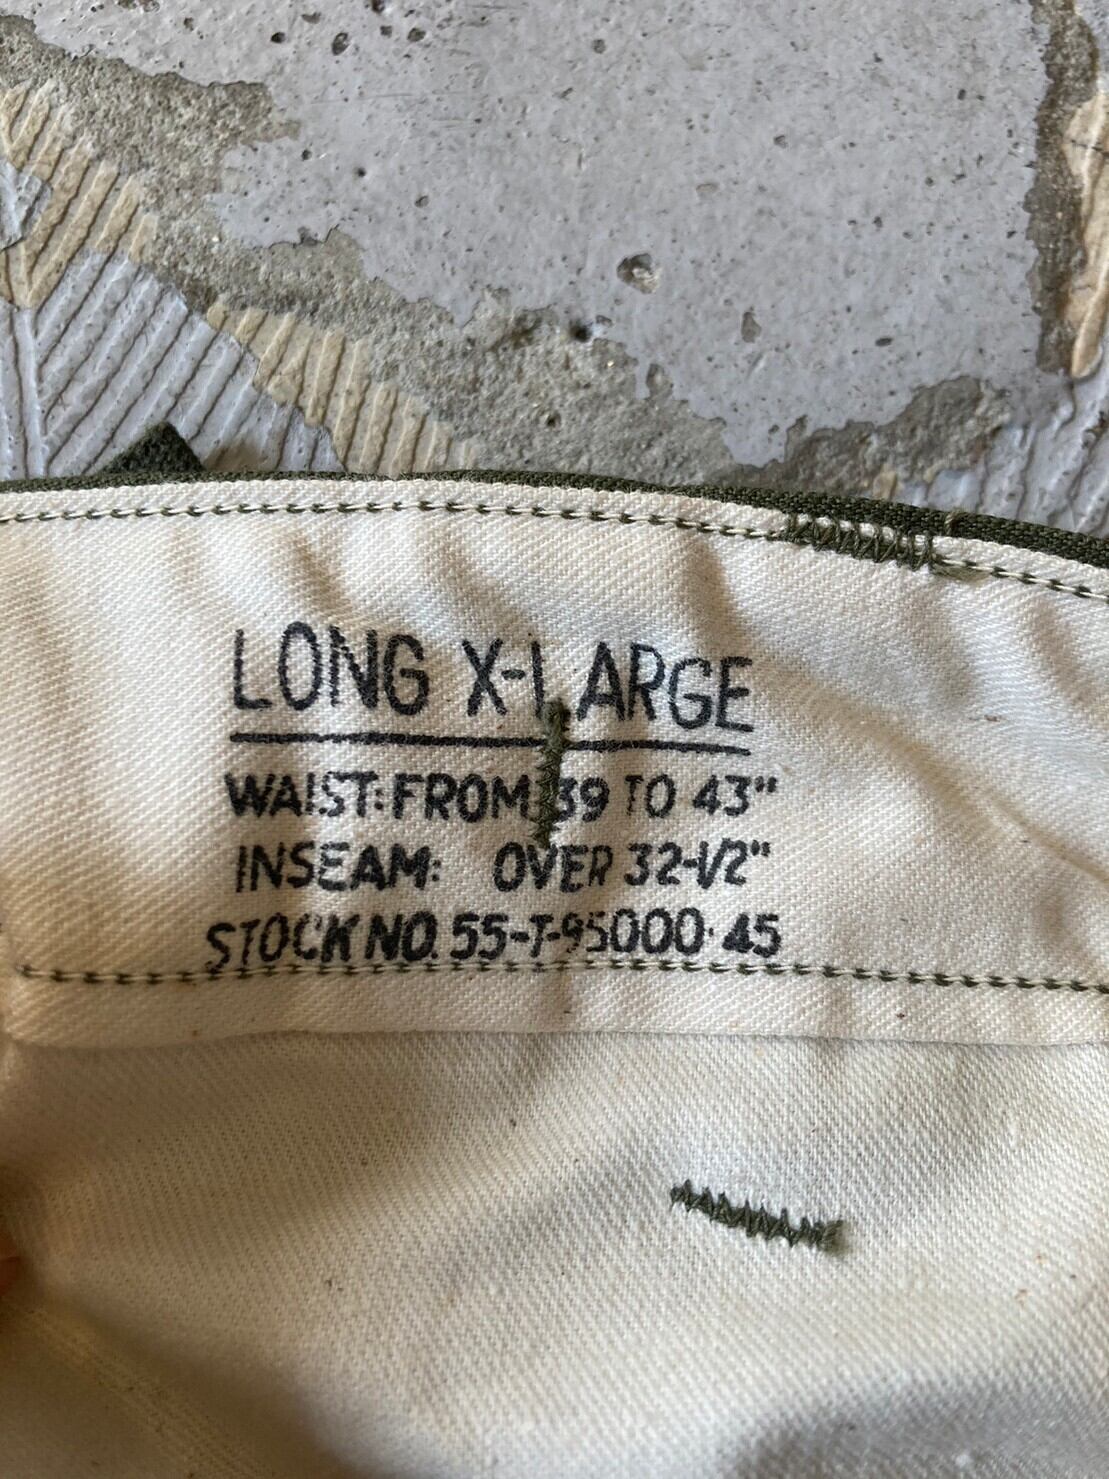 LONG X-LARGE
WAIST: FROM 39 TO 43"
INSEAM: OVER 32-1/2"
STOCK NO. 55-T-95000-45